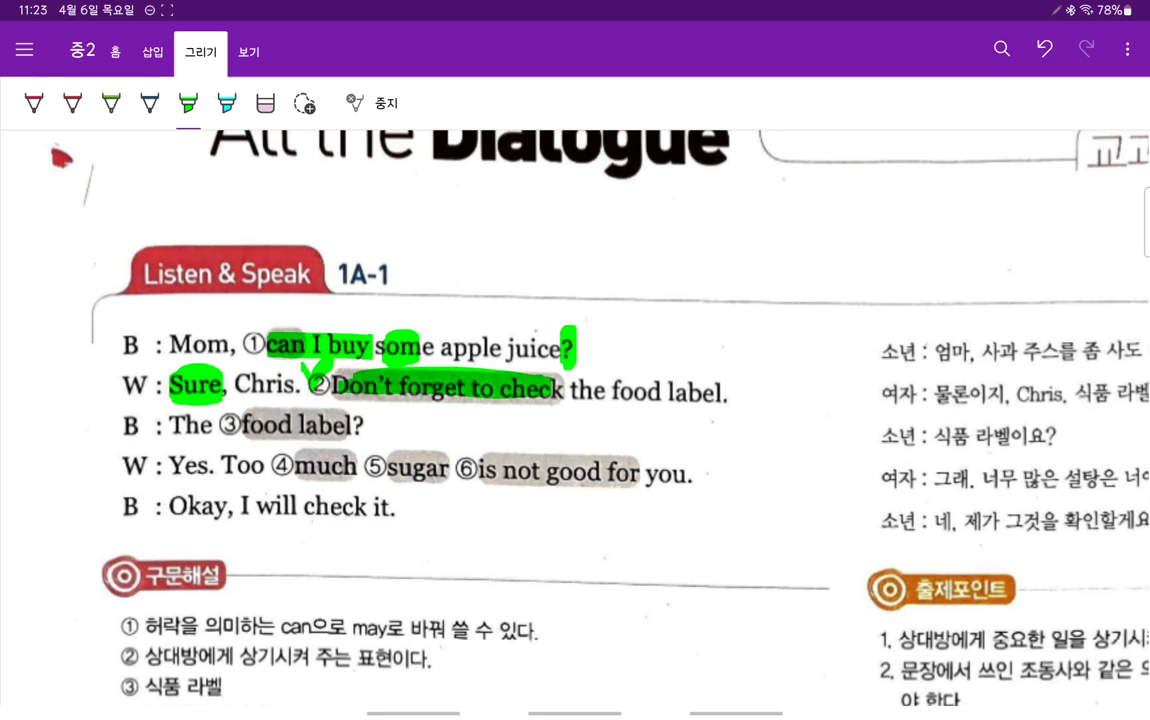 11:23 4월 6일 목요일 78%
중2 홈 삽입 그리기 보기
중지
All the Dialogue
Listen & Speak 1A-1
B : Mom, ①can I buy some apple juice?
W : Sure, Chris. ②Don't forget to check the food label.
B : The ③food label?
W : Yes. Too ④much ⑤sugar ⑥is not good for you.
B : Okay, I will check it.
소년 : 엄마, 사과 주스를 좀 사도
여자 : 물론이지, Chris, 식품 라벨
소년 : 식품 라벨이요?
여자 : 그래, 너무 많은 설탕은 너에
소년 : 네, 제가 그것을 확인할게요
구문해설
① 허락을 의미하는 can으로 may로 바꿔 쓸 수 있다.
② 상대방에게 상기시켜 주는 표현이다.
③ 식품 라벨
출제포인트
1. 상대방에게 중요한 일을 상기시
2. 문장에서 쓰인 조동사와 같은 의
야 한다